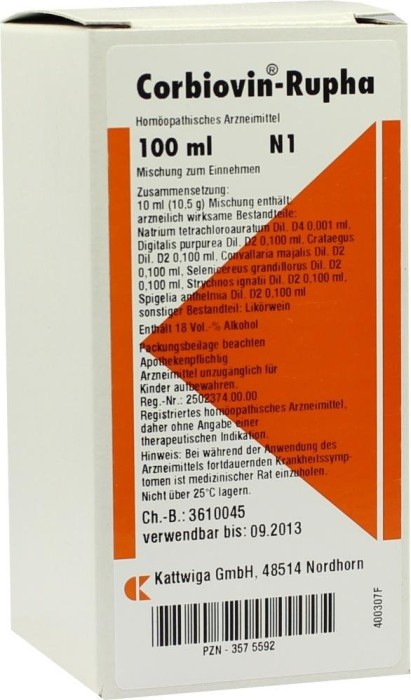 Corbiovin®-Rupha
Homöopathisches Arzneimittel
100 ml N1
Mischung zum Einnehmen
Zusammensetzung:
10 ml (10,5 g) Mischung enthält:
arzneilich wirksame Bestandteile:
Natrium tetrachloroauratum Dil. D4 0,001 ml,
Digitalis purpurea Dil. D2 0,100 ml, Crataegus
Dil. D2 0,100 ml, Convallaria majalis Dil. D2
0,100 ml, Selenicereus grandiflorus Dil. D2
0,100 ml, Strychnos ignatii Dil. D2 0,100 ml,
Spigelia anthelmia Dil. D2 0,100 ml
sonstiger Bestandteil: Likörwein
Enthält 18 Vol.-% Alkohol
Packungsbeilage beachten
Apothekenpflichtig
Arzneimittel unzugänglich für
Kinder aufbewahren.
Reg.-Nr.: 2502374.00.00
Registriertes homöopathisches Arzneimittel,
daher ohne Angabe einer
therapeutischen Indikation.
Hinweis: Bei während der Anwendung des
Arzneimittels fortdauernden Krankheitssymp-
tomen ist medizinischer Rat einzuholen.
Nicht über 25°C lagern.
Ch.-B.: 3610045
verwendbar bis: 09.2013
Kattwiga GmbH, 48514 Nordhorn
PZN - 357 5592
400307F